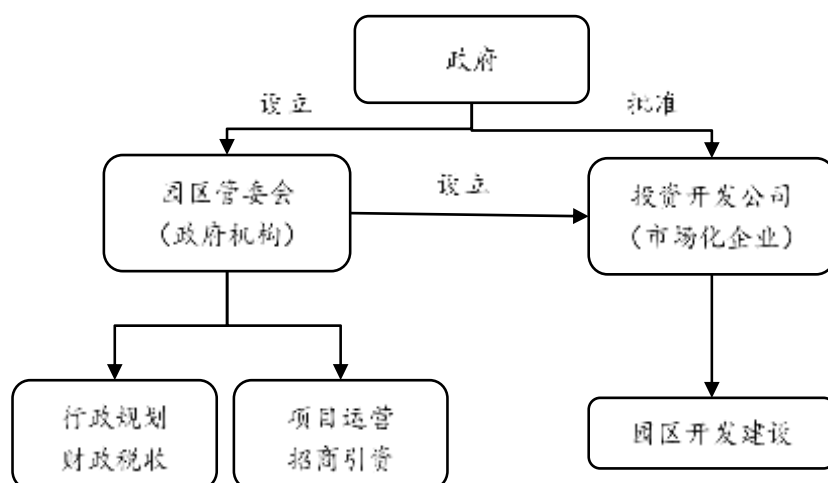 政府
设立
批准
园区管委会
（政府机构）
设立
投资开发公司
（市场化企业）
行政规划
财政税收
项目运营
招商引资
园区开发建设